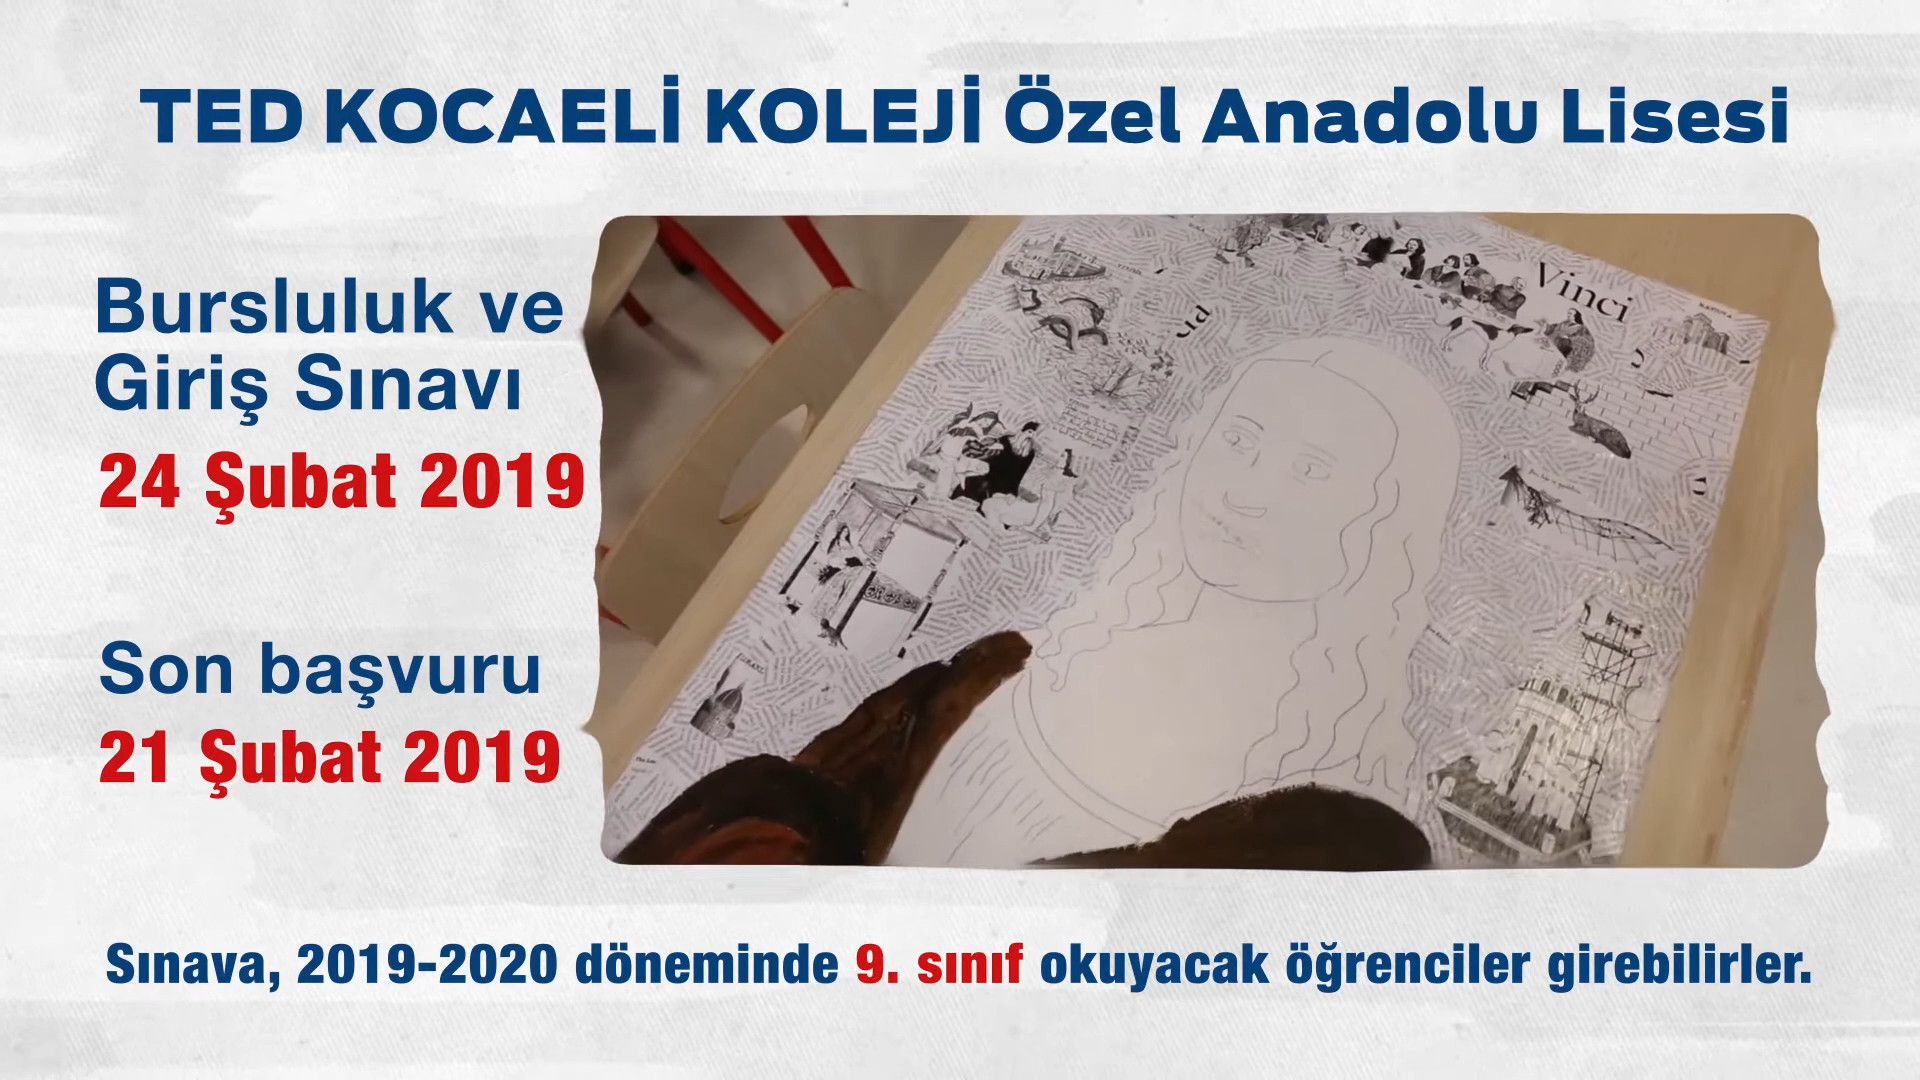 TED KOCAELİ KOLEJİ Özel Anadolu Lisesi
Bursluluk ve
Giriş Sınavı
24 Şubat 2019
Son başvuru
21 Şubat 2019
Vinci
Sınava, 2019-2020 döneminde 9. sınıf okuyacak öğrenciler girebilirler.